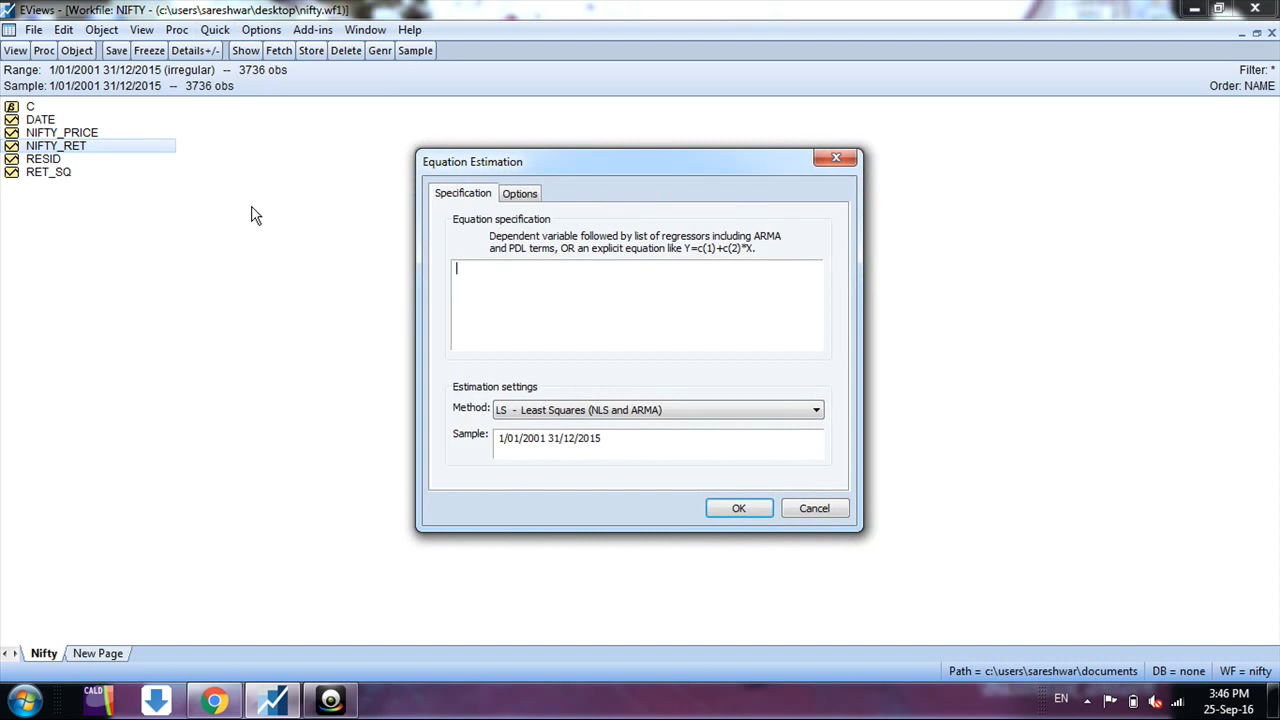 EViews - [Workfile: NIFTY - (c:\users\sareshwar\desktop\nifty.wf1)]
File Edit Object View Proc Quick Options Add-ins Window Help
View Proc Object Save Freeze Details+/- Show Fetch Store Delete Genr Sample
Range: 1/01/2001 31/12/2015 (irregular) -- 3736 obs Filter: *
Sample: 1/01/2001 31/12/2015 -- 3736 obs Order: NAME
β C
DATE
NIFTY_PRICE
NIFTY_RET
RESID
RET_SQ
Equation Estimation
Specification Options
Equation specification
Dependent variable followed by list of regressors including ARMA
and PDL terms, OR an explicit equation like Y=c(1)+c(2)*X.
Estimation settings
Method: LS - Least Squares (NLS and ARMA)
Sample: 1/01/2001 31/12/2015
OK Cancel
Nifty New Page
Path = c:\users\sareshwar\documents DB = none WF = nifty
CALD
EN
3:46 PM
25-Sep-16